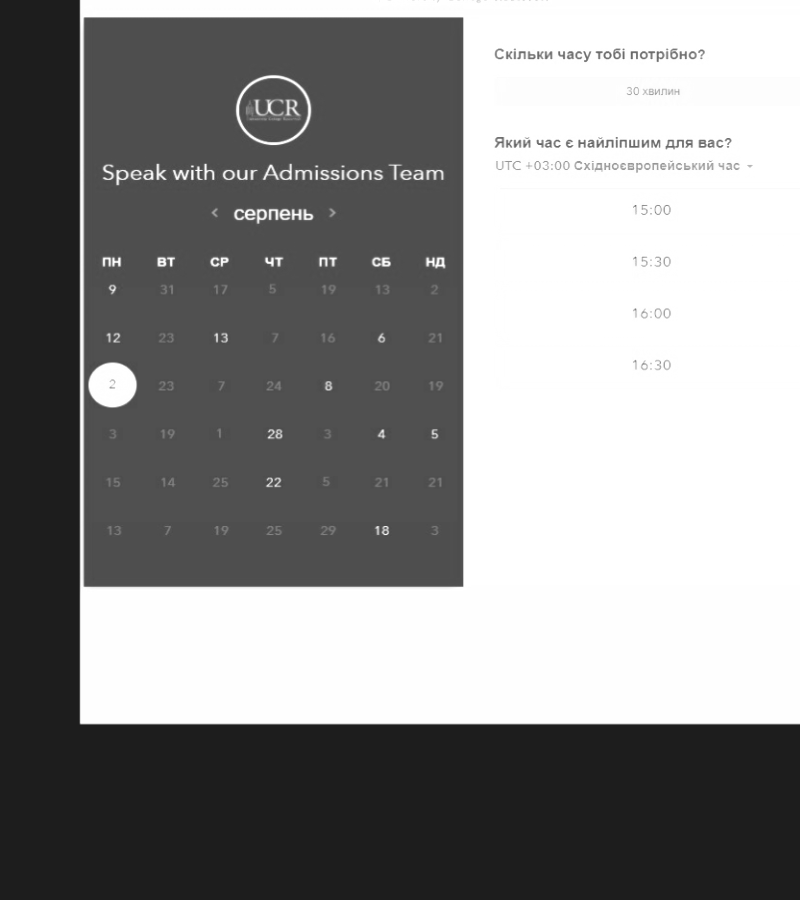 UCR
Speak with our Admissions Team
< серпень >
ПН ВТ СР ЧТ ПТ СБ НД
9 31 17 5 19 13 2
12 23 13 7 16 6 21
2 23 7 24 8 20 19
3 19 1 28 3 4 5
15 14 25 22 5 21 21
13 7 19 25 29 18 3
Скільки часу тобі потрібно?
30 хвилин
Який час є найліпшим для вас?
UTC +03:00 Східноєвропейський час
15:00
15:30
16:00
16:30